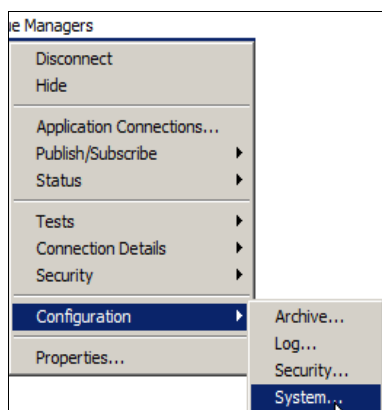 Managers
Disconnect
Hide
Application Connections...
Publish/Subscribe
Status
Tests
Connection Details
Security
Configuration
Properties...
Archive...
Log...
Security...
System...